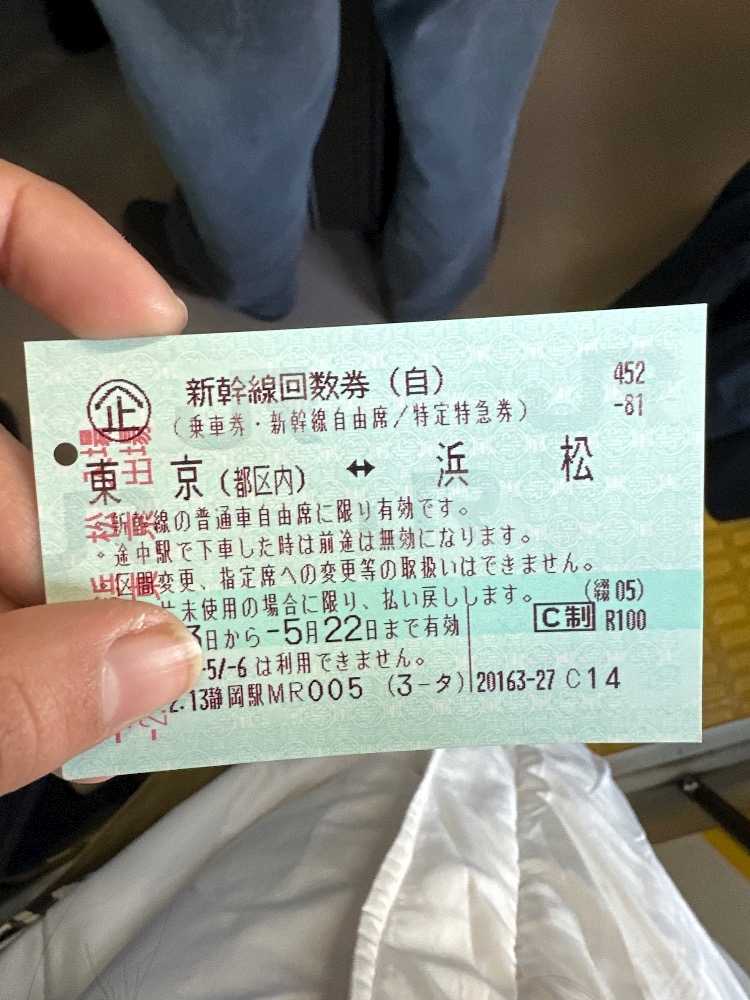 企 新幹線回数券（自） 452
（乗車券・新幹線自由席／特定特急券） -81
東 京（都区内） ↔ 浜 松
新幹線の普通車自由席に限り有効です。
・途中駅で下車した時は前途は無効になります。
・区間変更、指定席への変更等の取扱いはできません。
未使用の場合に限り、払い戻しします。 （綴05）
3日から-5月22日まで有効 C制 R100
-5/-6は利用できません。
2.13静岡駅MR005 （3-タ） 20163-27 C14
浜松
出場